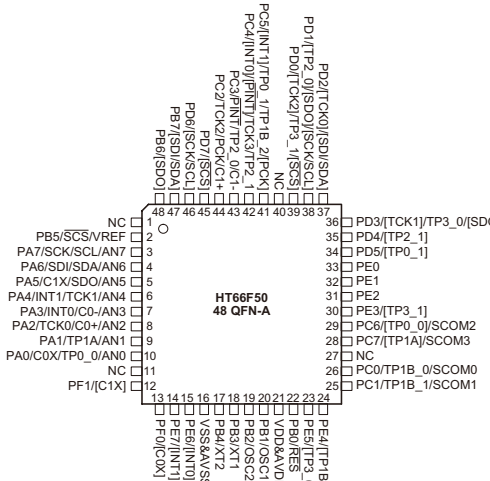 PB6/[SDO]
PB7/[SDI/SDA]
PD6/[SCK/SCL]
PD7/[SCS]
PC2/TCK2/PCK/C1+
PC3/PINT/TP2_0/C1-
PC4/[INT0]/[PINT]/TCK3/TP2_1
PC5/[INT1]/TP0_1/TP1B_2/[PCK]
NC
PD0/[TCK2]/TP3_1/[SCS]
PD1/[TP2_0]/[SDO]/[SCK/SCL]
PD2/[TCK0]/[SDI/SDA]
48 47 46 45 44 43 42 41 40 39 38 37
NC 1
PB5/SCS/VREF 2
PA7/SCK/SCL/AN7 3
PA6/SDI/SDA/AN6 4
PA5/C1X/SDO/AN5 5
PA4/INT1/TCK1/AN4 6
PA3/INT0/C0-/AN3 7
PA2/TCK0/C0+/AN2 8
PA1/TP1A/AN1 9
PA0/C0X/TP0_0/AN0 10
NC 11
PF1/[C1X] 12
HT66F50
48 QFN-A
36 PD3/[TCK1]/TP3_0/[SDO
35 PD4/[TP2_1]
34 PD5/[TP0_1]
33 PE0
32 PE1
31 PE2
30 PE3/[TP3_1]
29 PC6/[TP0_0]/SCOM2
28 PC7/[TP1A]/SCOM3
27 NC
26 PC0/TP1B_0/SCOM0
25 PC1/TP1B_1/SCOM1
13 14 15 16 17 18 19 20 21 22 23 24
PF0/[C0X]
PE7/[INT1]
PE6/[INT0]
VSS&AVSS
PB4/XT2
PB3/XT1
PB2/OSC2
PB1/OSC1
VDD&AVD
PB0/RES
PE5/[TP3_
PE4/[TP1B